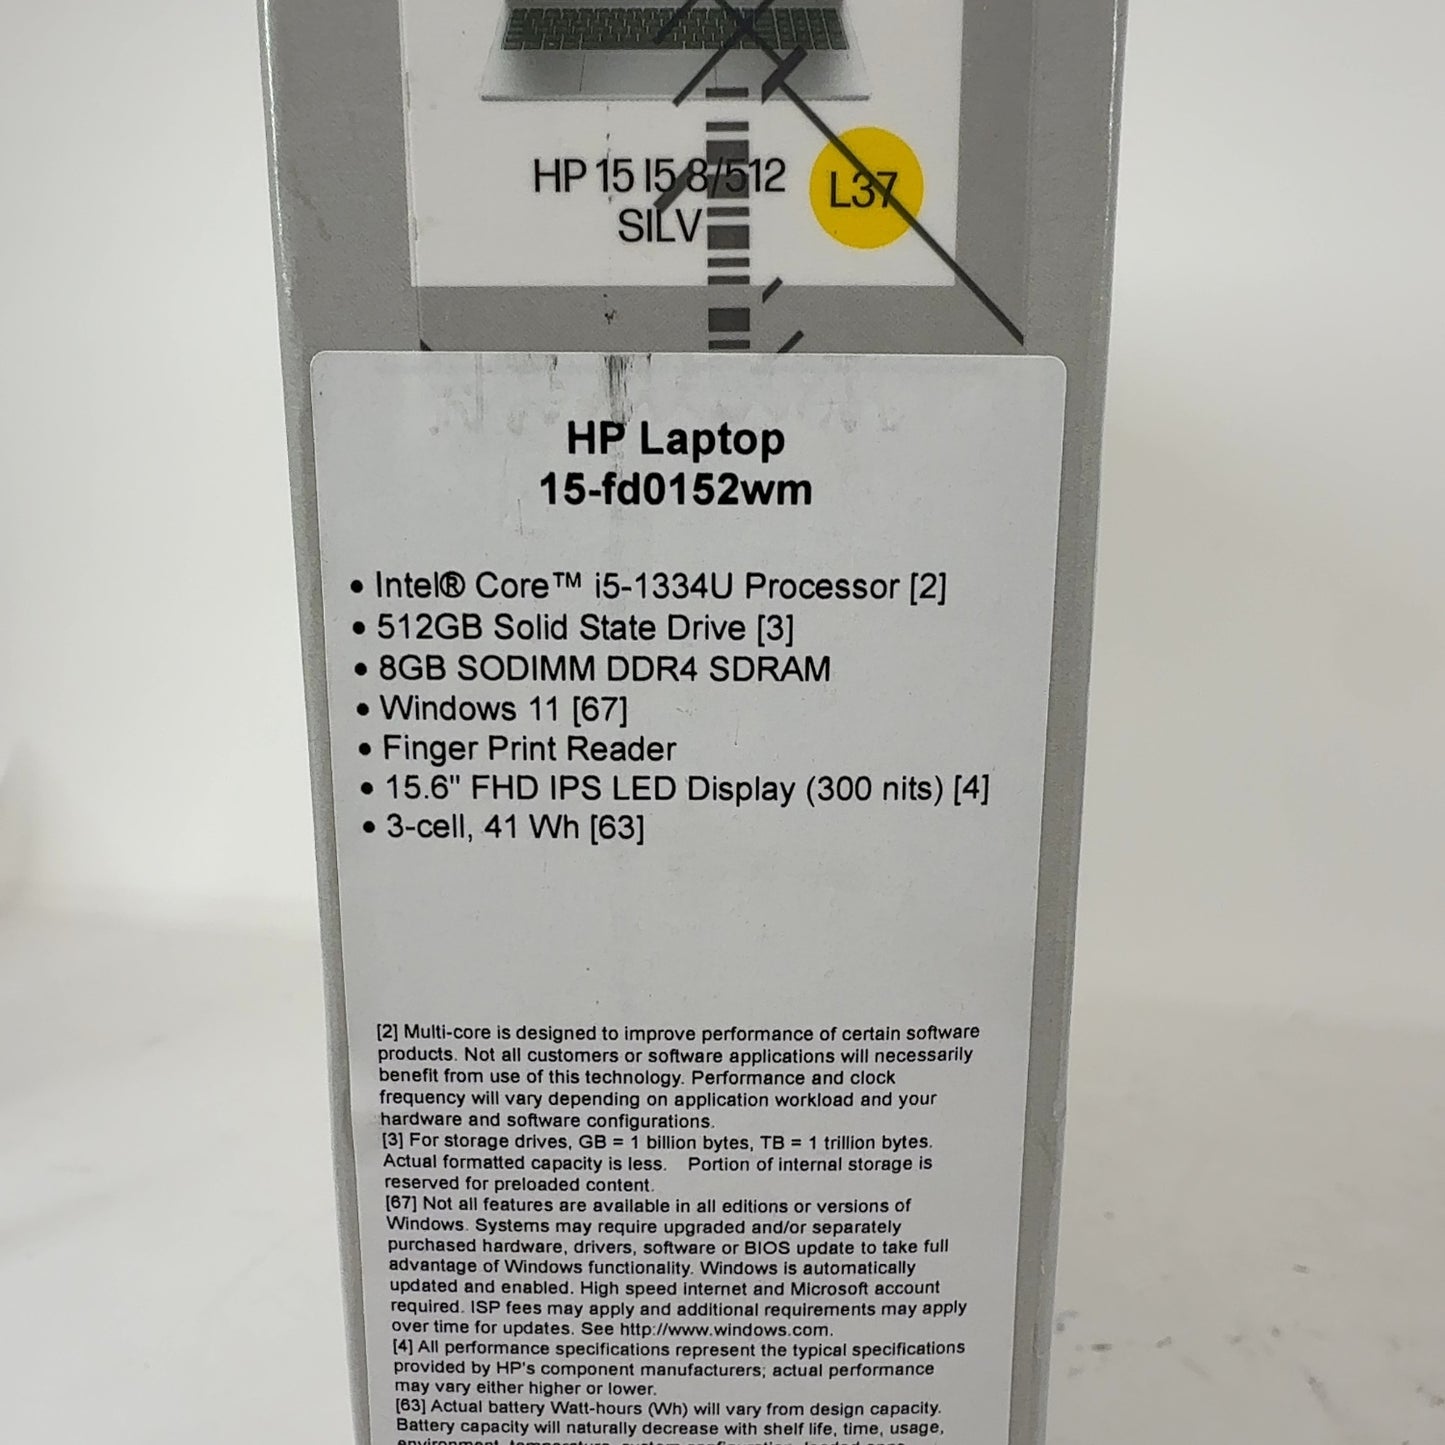 HP 15 I5 8/512
SILV
L37
HP Laptop
15-fd0152wm
• Intel® Core™ i5-1334U Processor [2]
• 512GB Solid State Drive [3]
• 8GB SODIMM DDR4 SDRAM
• Windows 11 [67]
• Finger Print Reader
• 15.6" FHD IPS LED Display (300 nits) [4]
• 3-cell, 41 Wh [63]
[2] Multi-core is designed to improve performance of certain software
products. Not all customers or software applications will necessarily
benefit from use of this technology. Performance and clock
frequency will vary depending on application workload and your
hardware and software configurations.
[3] For storage drives, GB = 1 billion bytes, TB = 1 trillion bytes.
Actual formatted capacity is less. Portion of internal storage is
reserved for preloaded content.
[67] Not all features are available in all editions or versions of
Windows. Systems may require upgraded and/or separately
purchased hardware, drivers, software or BIOS update to take full
advantage of Windows functionality. Windows is automatically
updated and enabled. High speed internet and Microsoft account
required. ISP fees may apply and additional requirements may apply
over time for updates. See http://www.windows.com.
[4] All performance specifications represent the typical specifications
provided by HP's component manufacturers; actual performance
may vary either higher or lower.
[63] Actual battery Watt-hours (Wh) will vary from design capacity.
Battery capacity will naturally decrease with shelf life, time, usage,